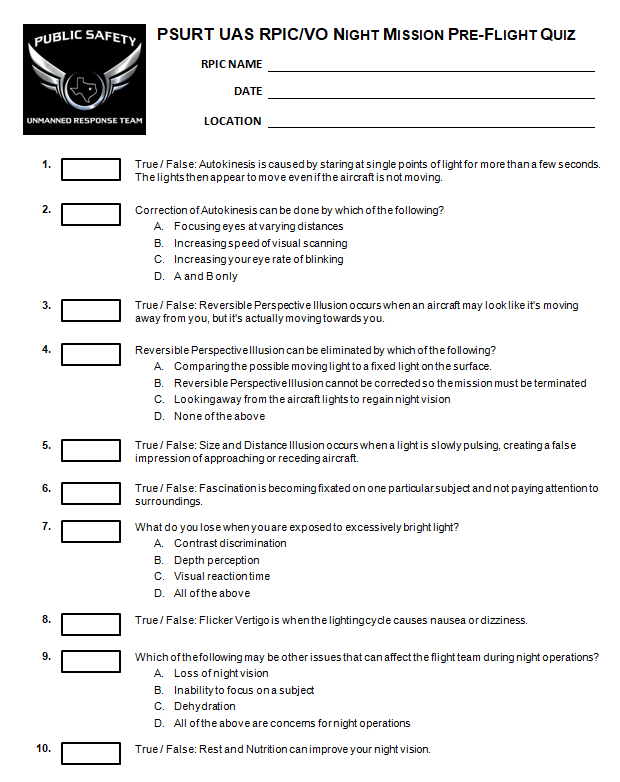 PUBLIC SAFETY
UNMANNED RESPONSE TEAM
PSURT UAS RPIC/VO NIGHT MISSION PRE-FLIGHT QUIZ
RPIC NAME
DATE
LOCATION
1. True / False: Autokinesis is caused by staring at single points of light for more than a few seconds.
The lights then appear to move even if the aircraft is not moving.
2. Correction of Autokinesis can be done by which of the following?
A. Focusing eyes at varying distances
B. Increasing speed of visual scanning
C. Increasing your eye rate of blinking
D. A and B only
3. True / False: Reversible Perspective Illusion occurs when an aircraft may look like it's moving
away from you, but it's actually moving towards you.
4. Reversible Perspective Illusion can be eliminated by which of the following?
A. Comparing the possible moving light to a fixed light on the surface.
B. Reversible Perspective Illusion cannot be corrected so the mission must be terminated
C. Looking away from the aircraft lights to regain night vision
D. None of the above
5. True / False: Size and Distance Illusion occurs when a light is slowly pulsing, creating a false
impression of approaching or receding aircraft.
6. True / False: Fascination is becoming fixated on one particular subject and not paying attention to
surroundings.
7. What do you lose when you are exposed to excessively bright light?
A. Contrast discrimination
B. Depth perception
C. Visual reaction time
D. All of the above
8. True / False: Flicker Vertigo is when the lighting cycle causes nausea or dizziness.
9. Which of the following may be other issues that can affect the flight team during night operations?
A. Loss of night vision
B. Inability to focus on a subject
C. Dehydration
D. All of the above are concerns for night operations
10. True / False: Rest and Nutrition can improve your night vision.